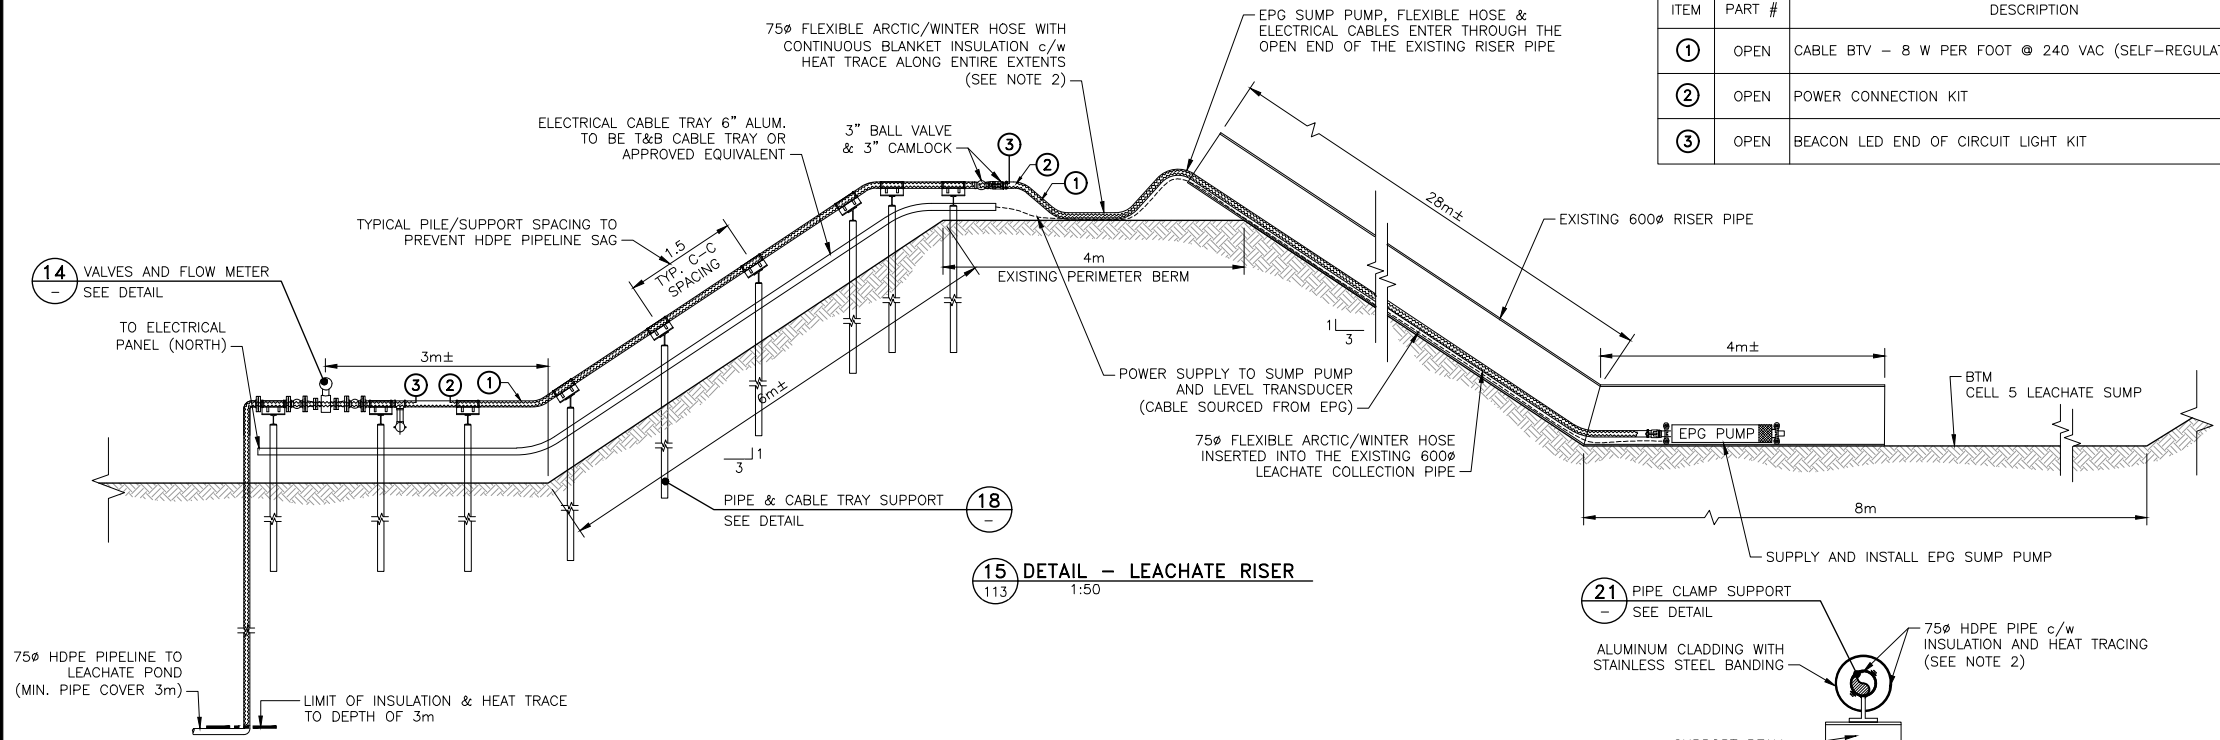 75ø FLEXIBLE ARCTIC/WINTER HOSE WITH
CONTINUOUS BLANKET INSULATION c/w
HEAT TRACE ALONG ENTIRE EXTENTS
(SEE NOTE 2)
EPG SUMP PUMP, FLEXIBLE HOSE &
ELECTRICAL CABLES ENTER THROUGH THE
OPEN END OF THE EXISTING RISER PIPE
ITEM PART # DESCRIPTION
1 OPEN CABLE BTV – 8 W PER FOOT @ 240 VAC (SELF-REGULAT
2 OPEN POWER CONNECTION KIT
3 OPEN BEACON LED END OF CIRCUIT LIGHT KIT
ELECTRICAL CABLE TRAY 6" ALUM.
TO BE T&B CABLE TRAY OR
APPROVED EQUIVALENT
3" BALL VALVE
& 3" CAMLOCK
3
2
1
28m±
EXISTING 600ø RISER PIPE
TYPICAL PILE/SUPPORT SPACING TO
PREVENT HDPE PIPELINE SAG
1.5
TYP. C–C
SPACING
4m
EXISTING PERIMETER BERM
14
–
VALVES AND FLOW METER
SEE DETAIL
TO ELECTRICAL
PANEL (NORTH)
3m±
3
2
1
6m±
1
3
1
3
4m±
POWER SUPPLY TO SUMP PUMP
AND LEVEL TRANSDUCER
(CABLE SOURCED FROM EPG)
BTM
CELL 5 LEACHATE SUMP
EPG PUMP
75ø FLEXIBLE ARCTIC/WINTER HOSE
INSERTED INTO THE EXISTING 600ø
LEACHATE COLLECTION PIPE
PIPE & CABLE TRAY SUPPORT
SEE DETAIL
18
–
8m
SUPPLY AND INSTALL EPG SUMP PUMP
15
113
DETAIL – LEACHATE RISER
1:50
21
–
PIPE CLAMP SUPPORT
SEE DETAIL
75ø HDPE PIPE c/w
INSULATION AND HEAT TRACING
(SEE NOTE 2)
ALUMINUM CLADDING WITH
STAINLESS STEEL BANDING
75ø HDPE PIPELINE TO
LEACHATE POND
(MIN. PIPE COVER 3m)
LIMIT OF INSULATION & HEAT TRACE
TO DEPTH OF 3m